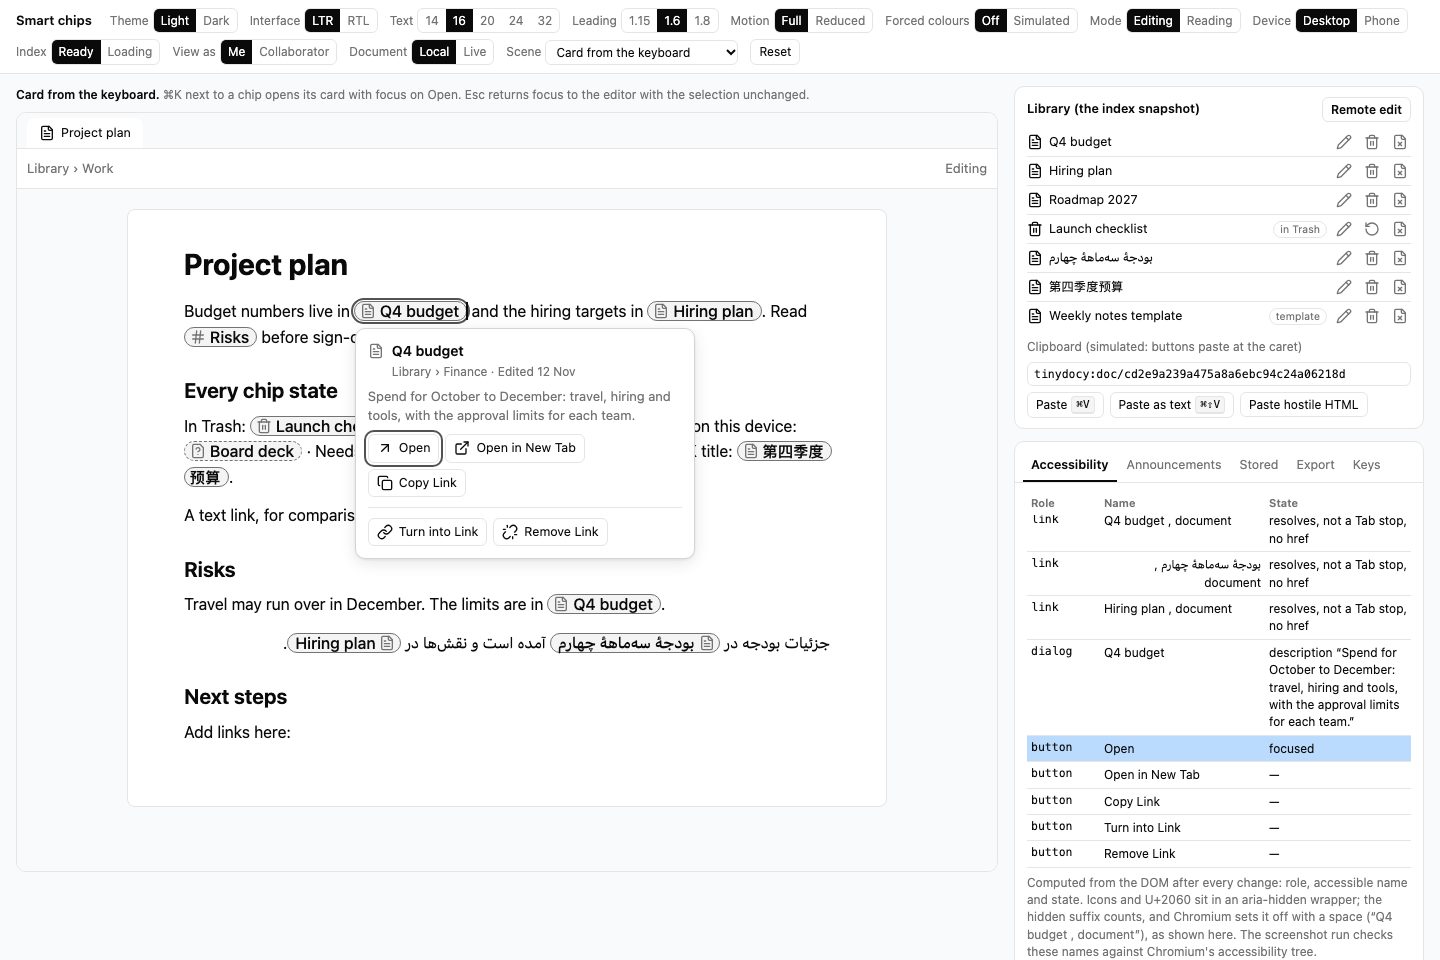 Smart chips Theme Light Dark Interface LTR RTL Text 14 16 20 24 32 Leading 1.15 1.6 1.8 Motion Full Reduced Forced colours Off Simulated Mode Editing Reading Device Desktop Phone
Index Ready Loading View as Me Collaborator Document Local Live Scene Card from the keyboard Reset
Card from the keyboard. ⌘K next to a chip opens its card with focus on Open. Esc returns focus to the editor with the selection unchanged.
Project plan
Library › Work Editing
Project plan
Budget numbers live in Q4 budget and the hiring targets in Hiring plan. Read
# Risks before sign-
Q4 budget
Library › Finance · Edited 12 Nov
Spend for October to December: travel, hiring and
tools, with the approval limits for each team.
Open Open in New Tab
Copy Link
Turn into Link Remove Link
Every chip state
In Trash: Launch on this device:
Board deck · Need title: 第四季度
预算.
A text link, for
Risks
Travel may run over in December. The limits are in Q4 budget.
جزئیات بودجه در بودجهٔ سه‌ماههٔ چهارم آمده است و نقش‌ها در Hiring plan.
Next steps
Add links here:
Library (the index snapshot) Remote edit
Q4 budget
Hiring plan
Roadmap 2027
Launch checklist in Trash
بودجهٔ سه‌ماههٔ چهارم
第四季度预算
Weekly notes template template
Clipboard (simulated: buttons paste at the caret)
tinydocy:doc/cd2e9a239a475a8a6ebc94c24a06218d
Paste ⌘V Paste as text ⌘⇧V Paste hostile HTML
Accessibility Announcements Stored Export Keys
Role Name State
link Q4 budget , document resolves, not a Tab stop,
no href
link بودجهٔ سه‌ماههٔ چهارم , resolves, not a Tab stop,
document no href
link Hiring plan , document resolves, not a Tab stop,
no href
dialog Q4 budget description “Spend for
October to December:
travel, hiring and tools,
with the approval limits
for each team.”
button Open focused
button Open in New Tab —
button Copy Link —
button Turn into Link —
button Remove Link —
Computed from the DOM after every change: role, accessible name
and state. Icons and U+2060 sit in an aria-hidden wrapper; the
hidden suffix counts, and Chromium sets it off with a space (“Q4
budget , document”), as shown here. The screenshot run checks
these names against Chromium's accessibility tree.